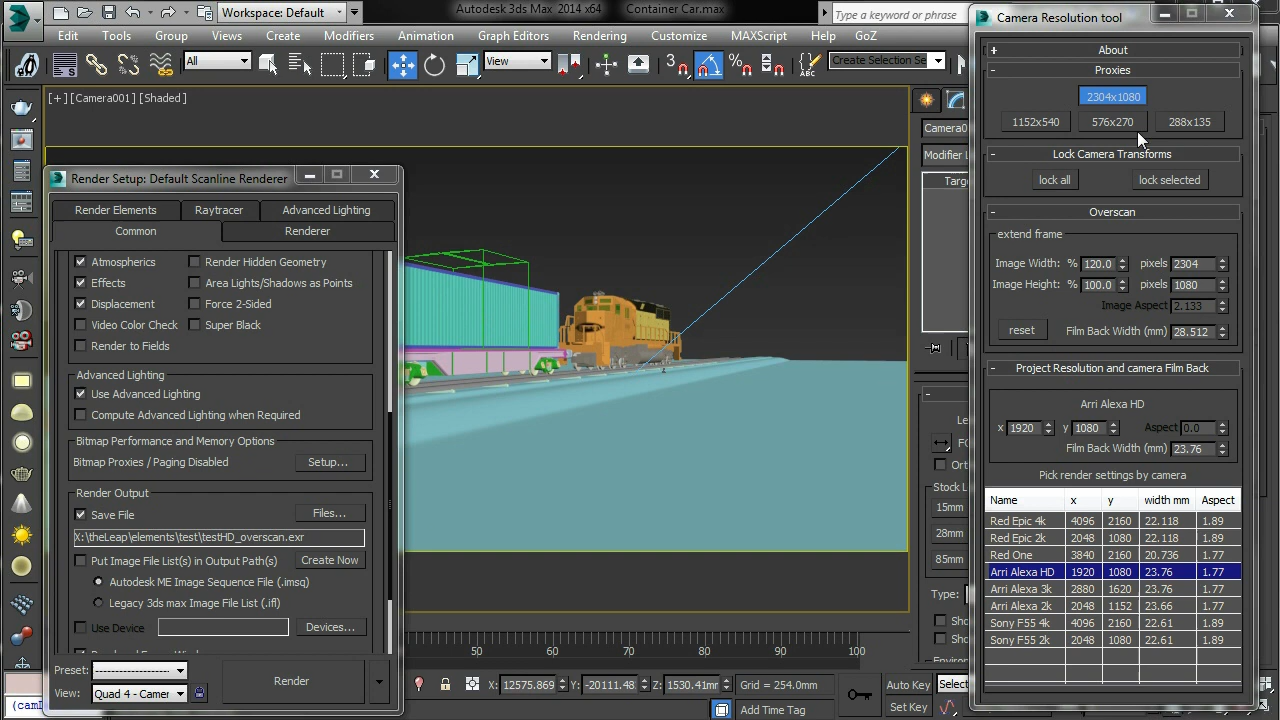 Workspace: Default
Autodesk 3ds Max 2014 x64    Container Car.max
Type a keyword or phrase
Edit Tools Group Views Create Modifiers Animation Graph Editors Rendering Customize MAXScript Help GoZ
All
View
3
Create Selection Se
[+] [Camera001] [Shaded]
Render Setup: Default Scanline Renderer
Render Elements Raytracer Advanced Lighting
Common Renderer
Atmospherics Render Hidden Geometry
Effects Area Lights/Shadows as Points
Displacement Force 2-Sided
Video Color Check Super Black
Render to Fields
Advanced Lighting
Use Advanced Lighting
Compute Advanced Lighting when Required
Bitmap Performance and Memory Options
Bitmap Proxies / Paging Disabled Setup...
Render Output
Save File Files...
X:\theLeap\elements\test\testHD_overscan.exr
Put Image File List(s) in Output Path(s) Create Now
Autodesk ME Image Sequence File (.imsq)
Legacy 3ds max Image File List (.ifl)
Use Device Devices...
Preset: --------------------
View: Quad 4 - Camer
Render
40 50 60 70 80 90 100
X: 12575.869 Y: -20111.48 Z: 1530.41mm Grid = 254.0mm
Add Time Tag
Auto Key Select
Set Key
Camera0
Modifier L
Targ
Le
FO
Ort
Stock L
15mm
28mm
85mm
Type:
Sho
Sho
Environ
Camera Resolution tool
+ About
- Proxies
2304x1080
1152x540 576x270 288x135
- Lock Camera Transforms
lock all lock selected
- Overscan
extend frame
Image Width: % 120.0 pixels 2304
Image Height: % 100.0 pixels 1080
Image Aspect 2.133
reset Film Back Width (mm) 28.512
- Project Resolution and camera Film Back
Arri Alexa HD
x 1920 y 1080 Aspect 0.0
Film Back Width (mm) 23.76
Pick render settings by camera
Name x y width mm Aspect
Red Epic 4k 4096 2160 22.118 1.89
Red Epic 2k 2048 1080 22.118 1.89
Red One 3840 2160 20.736 1.77
Arri Alexa HD 1920 1080 23.76 1.77
Arri Alexa 3k 2880 1620 23.76 1.77
Arri Alexa 2k 2048 1152 23.66 1.77
Sony F55 4k 4096 2160 22.61 1.89
Sony F55 2k 2048 1080 22.61 1.89